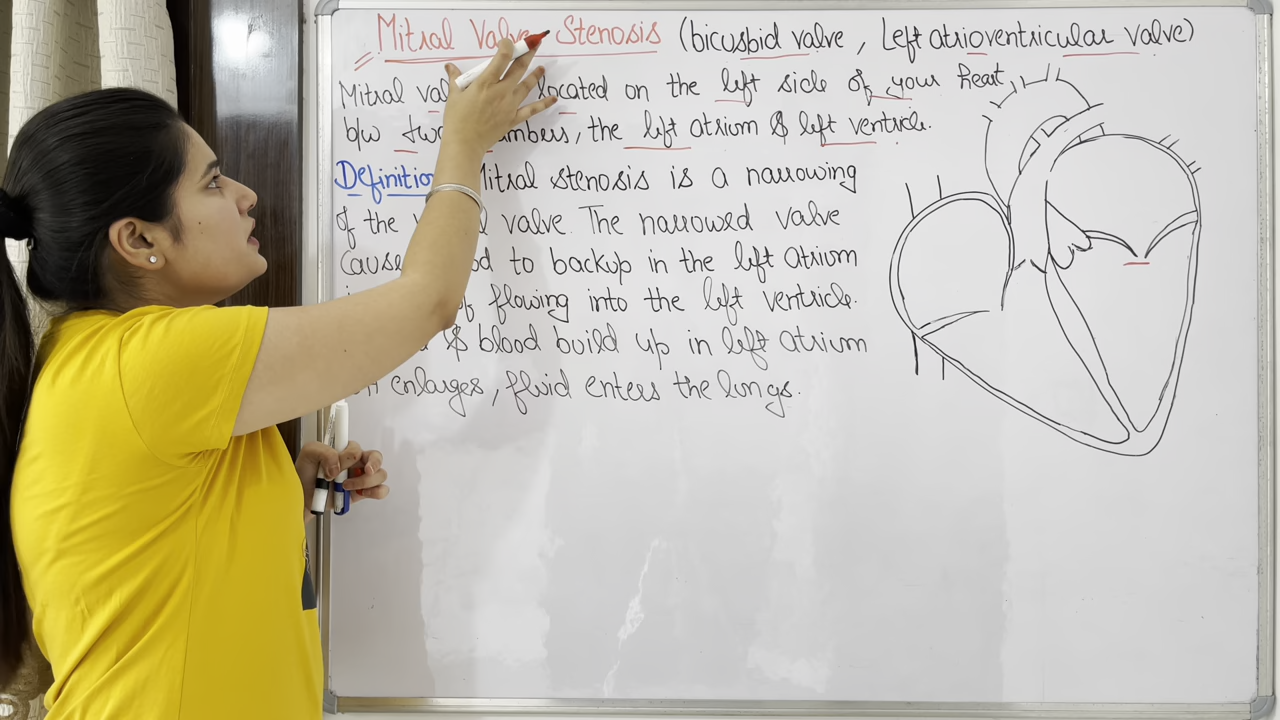 Mitral Valve Stenosis (bicusbid valve, Left atrioventricular valve)
Mitral located on the left side of your heart,
b/w two the left atrium & left ventricle.
Definition Mitral stenosis is a narrowing
of the valve. The narrowed valve
cause to backup in the left atrium
of flowing into the left ventricle.
& blood build up in left atrium
enlarges, fluid enters the lungs.